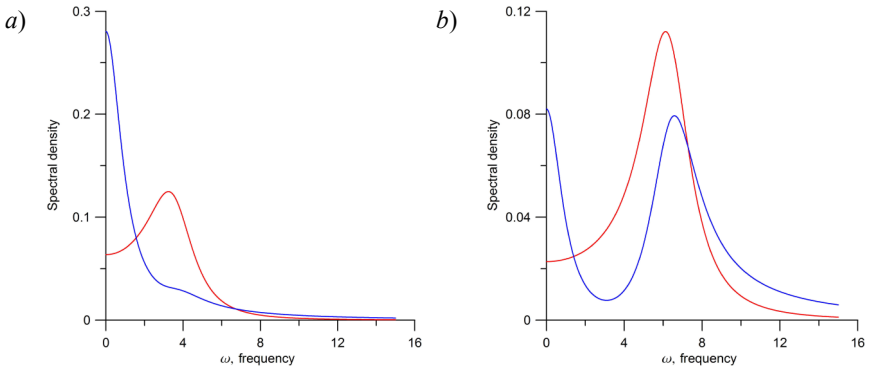 a)
Spectral density
0.3
0.2
0.1
0
0 4 8 12 16
ω, frequency
b)
Spectral density
0.12
0.08
0.04
0
0 4 8 12 16
ω, frequency